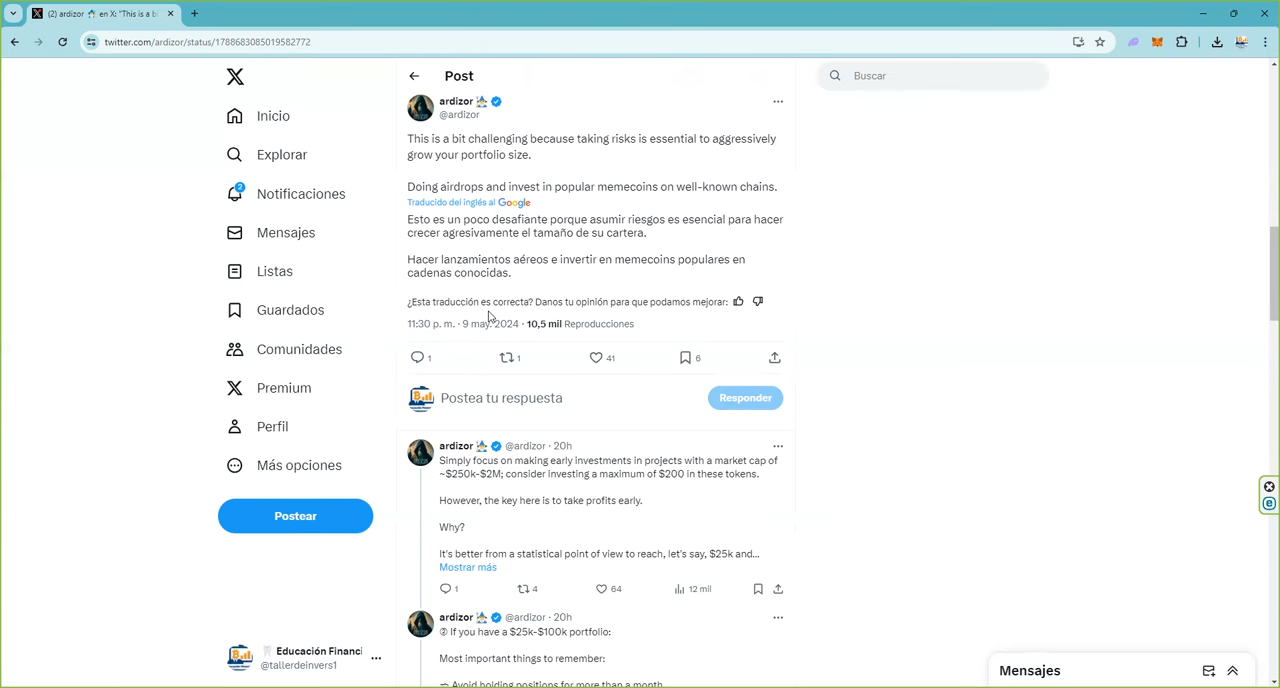 (2) ardizor en X: "This is a bi
twitter.com/ardizor/status/1788683085019582772
Inicio
Explorar
2
Notificaciones
Mensajes
Listas
Guardados
Comunidades
Premium
Perfil
Más opciones
Postear
Educación Financi
@tallerdeinvers1
Post
ardizor
@ardizor
This is a bit challenging because taking risks is essential to aggressively
grow your portfolio size.
Doing airdrops and invest in popular memecoins on well-known chains.
Traducido del inglés al Google
Esto es un poco desafiante porque asumir riesgos es esencial para hacer
crecer agresivamente el tamaño de su cartera.
Hacer lanzamientos aéreos e invertir en memecoins populares en
cadenas conocidas.
¿Esta traducción es correcta? Danos tu opinión para que podamos mejorar:
11:30 p. m. · 9 may. 2024 · 10,5 mil Reproducciones
1 1 41 6
Postea tu respuesta
Responder
ardizor @ardizor · 20h
Simply focus on making early investments in projects with a market cap of
~$250k-$2M; consider investing a maximum of $200 in these tokens.
However, the key here is to take profits early.
Why?
It's better from a statistical point of view to reach, let's say, $25k and...
Mostrar más
1 4 64 12 mil
ardizor @ardizor · 20h
② If you have a $25k-$100k portfolio:
Most important things to remember:
Avoid holding positions for more than a month
Buscar
Mensajes